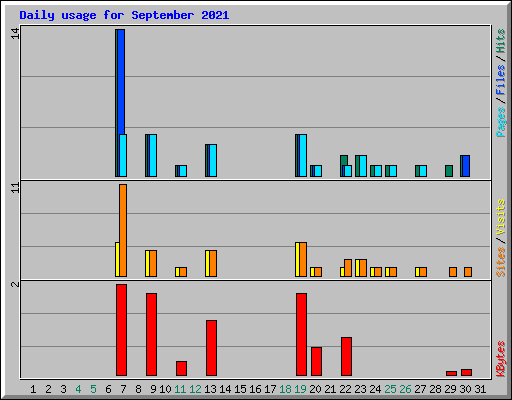 Daily usage for September 2021
14
Pages / Files / Hits
11
Sites / Visits
2
KBytes
1 2 3 4 5 6 7 8 9 10 11 12 13 14 15 16 17 18 19 20 21 22 23 24 25 26 27 28 29 30 31